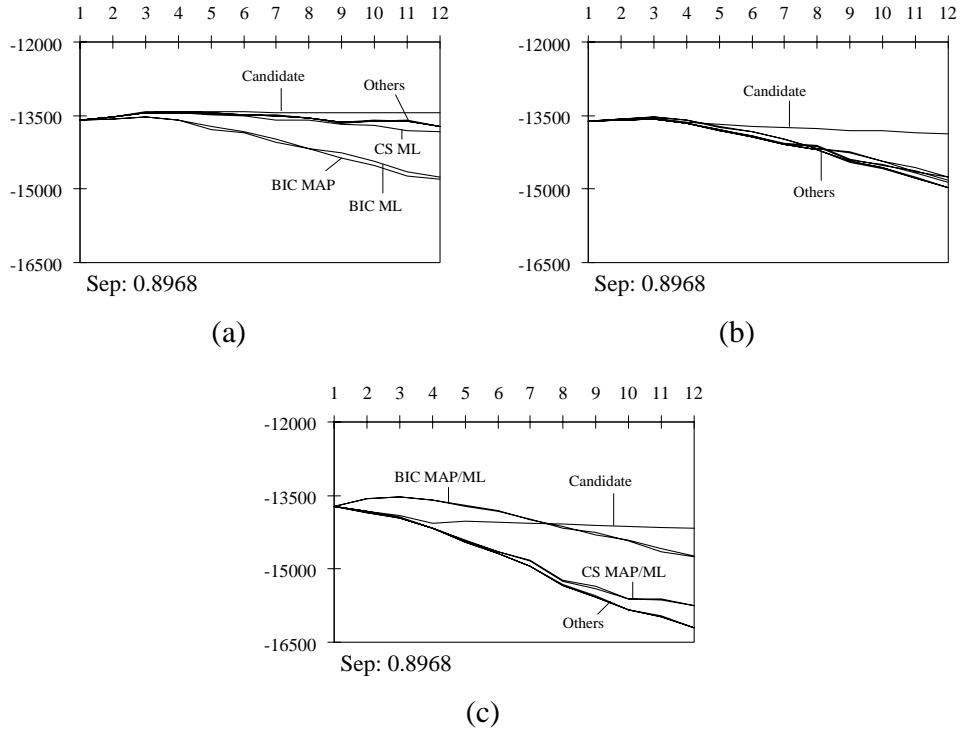 1 2 3 4 5 6 7 8 9 10 11 12
-12000
-13500
-15000
-16500
Candidate
Others
CS ML
BIC MAP
BIC ML
Sep: 0.8968
(a)
1 2 3 4 5 6 7 8 9 10 11 12
-12000
-13500
-15000
-16500
Candidate
Others
Sep: 0.8968
(b)
1 2 3 4 5 6 7 8 9 10 11 12
-12000
-13500
-15000
-16500
BIC MAP/ML
Candidate
CS MAP/ML
Others
Sep: 0.8968
(c)